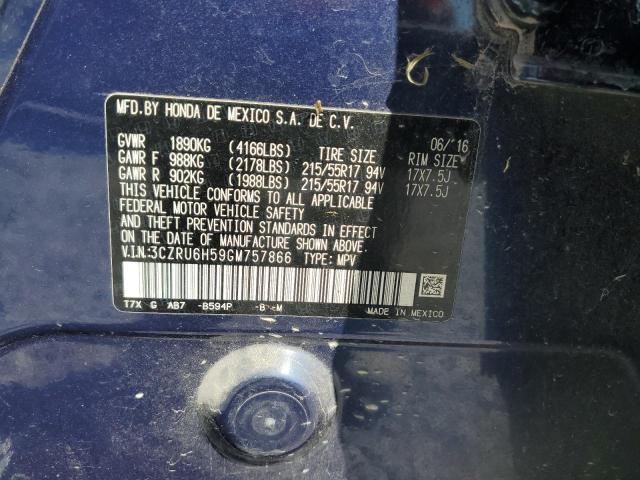 MFD.BY HONDA DE MEXICO S.A. DE C.V.
GVWR 1890KG (4166LBS) TIRE SIZE 06/'16 RIM SIZE
GAWR F 988KG (2178LBS) 215/55R17 94V 17X7.5J
GAWR R 902KG (1988LBS) 215/55R17 94V 17X7.5J
THIS VEHICLE CONFORMS TO ALL APPLICABLE
FEDERAL MOTOR VEHICLE SAFETY
AND THEFT PREVENTION STANDARDS IN
EFFECT ON THE DATE OF MANUFACTURE
SHOWN ABOVE.
V.I.N:3CZRU6H59GM757866 TYPE: MPV
T7X G AB7 -B594P -B -M
MADE IN MEXICO